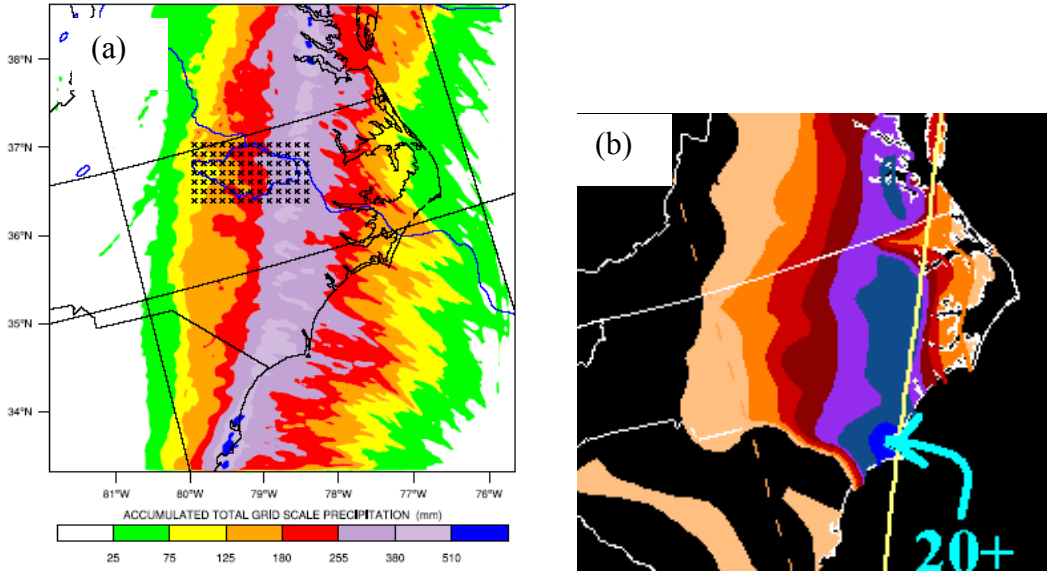 (a)
38°N
37°N
36°N
35°N
34°N
81°W 80°W 79°W 78°W 77°W 76°W
ACCUMULATED TOTAL GRID SCALE PRECIPITATION (mm)
25 75 125 180 255 380 510
(b)
20+